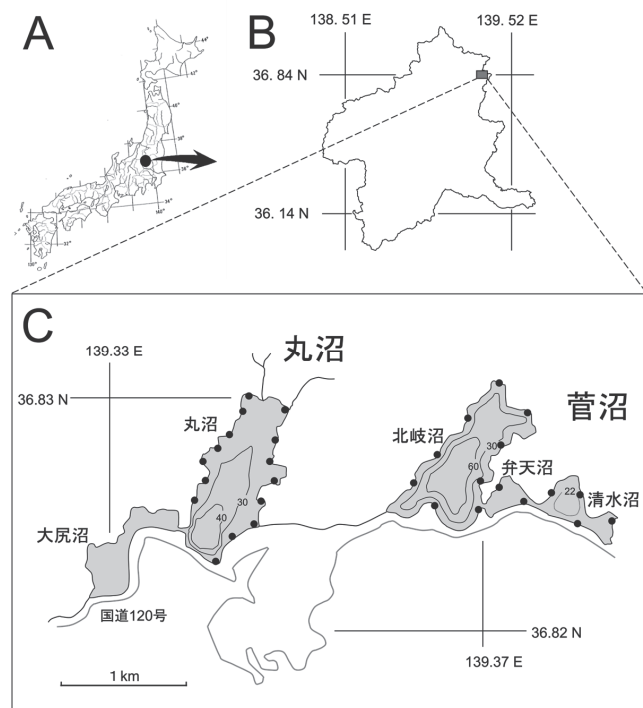 A
B
138.51 E
139.52 E
36.84 N
36.14 N
C
139.33 E
丸沼
36.83 N
菅沼
丸沼
北岐沼
30
弁天沼
60
30
22
清水沼
40
大尻沼
国道120号
36.82 N
139.37 E
1 km